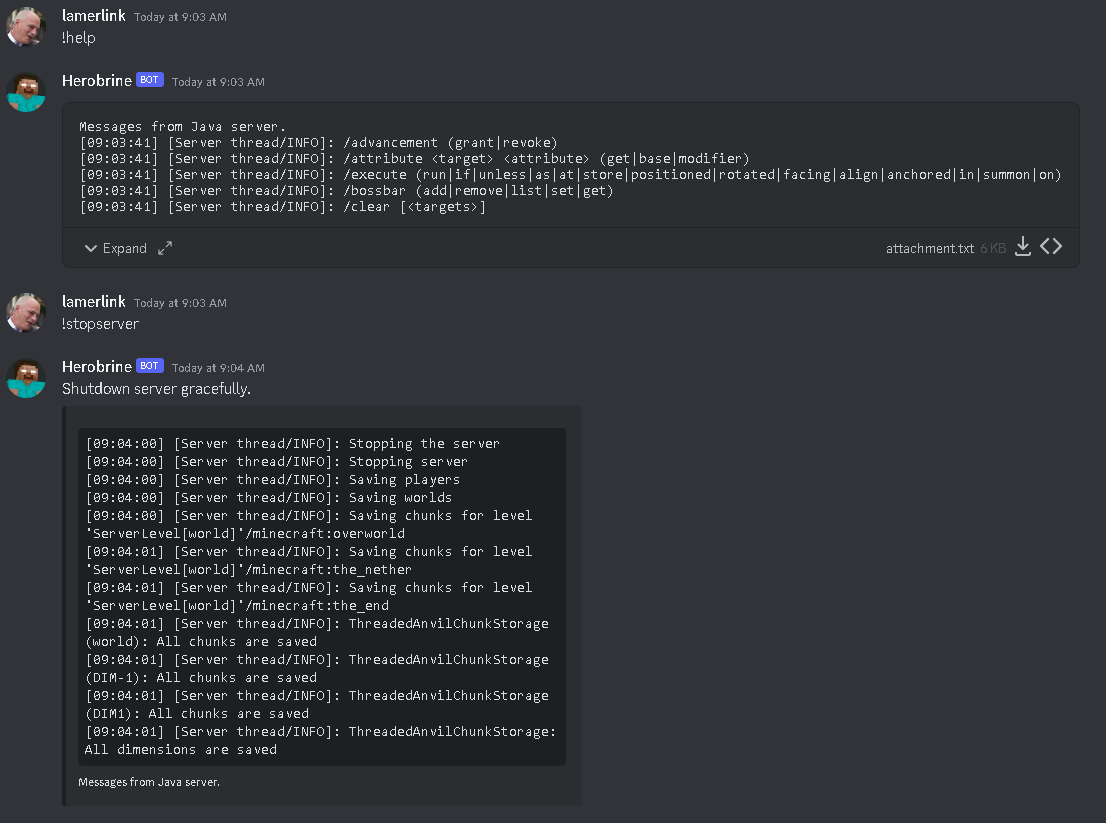 lamerlink Today at 9:03 AM
!help
Herobrine BOT Today at 9:03 AM
Messages from Java server.
[09:03:41] [Server thread/INFO]: /advancement (grant|revoke)
[09:03:41] [Server thread/INFO]: /attribute <target> <attribute> (get|base|modifier)
[09:03:41] [Server thread/INFO]: /execute (run|if|unless|as|at|store|positioned|rotated|facing|align|anchored|in|summon|on)
[09:03:41] [Server thread/INFO]: /bossbar (add|remove|list|set|get)
[09:03:41] [Server thread/INFO]: /clear [<targets>]
Expand attachment.txt 6 KB
lamerlink Today at 9:03 AM
!stopserver
Herobrine BOT Today at 9:04 AM
Shutdown server gracefully.
[09:04:00] [Server thread/INFO]: Stopping the server
[09:04:00] [Server thread/INFO]: Stopping server
[09:04:00] [Server thread/INFO]: Saving players
[09:04:00] [Server thread/INFO]: Saving worlds
[09:04:00] [Server thread/INFO]: Saving chunks for level
'ServerLevel[world]'/minecraft:overworld
[09:04:01] [Server thread/INFO]: Saving chunks for level
'ServerLevel[world]'/minecraft:the_nether
[09:04:01] [Server thread/INFO]: Saving chunks for level
'ServerLevel[world]'/minecraft:the_end
[09:04:01] [Server thread/INFO]: ThreadedAnvilChunkStorage
(world): All chunks are saved
[09:04:01] [Server thread/INFO]: ThreadedAnvilChunkStorage
(DIM-1): All chunks are saved
[09:04:01] [Server thread/INFO]: ThreadedAnvilChunkStorage
(DIM1): All chunks are saved
[09:04:01] [Server thread/INFO]: ThreadedAnvilChunkStorage:
All dimensions are saved
Messages from Java server.